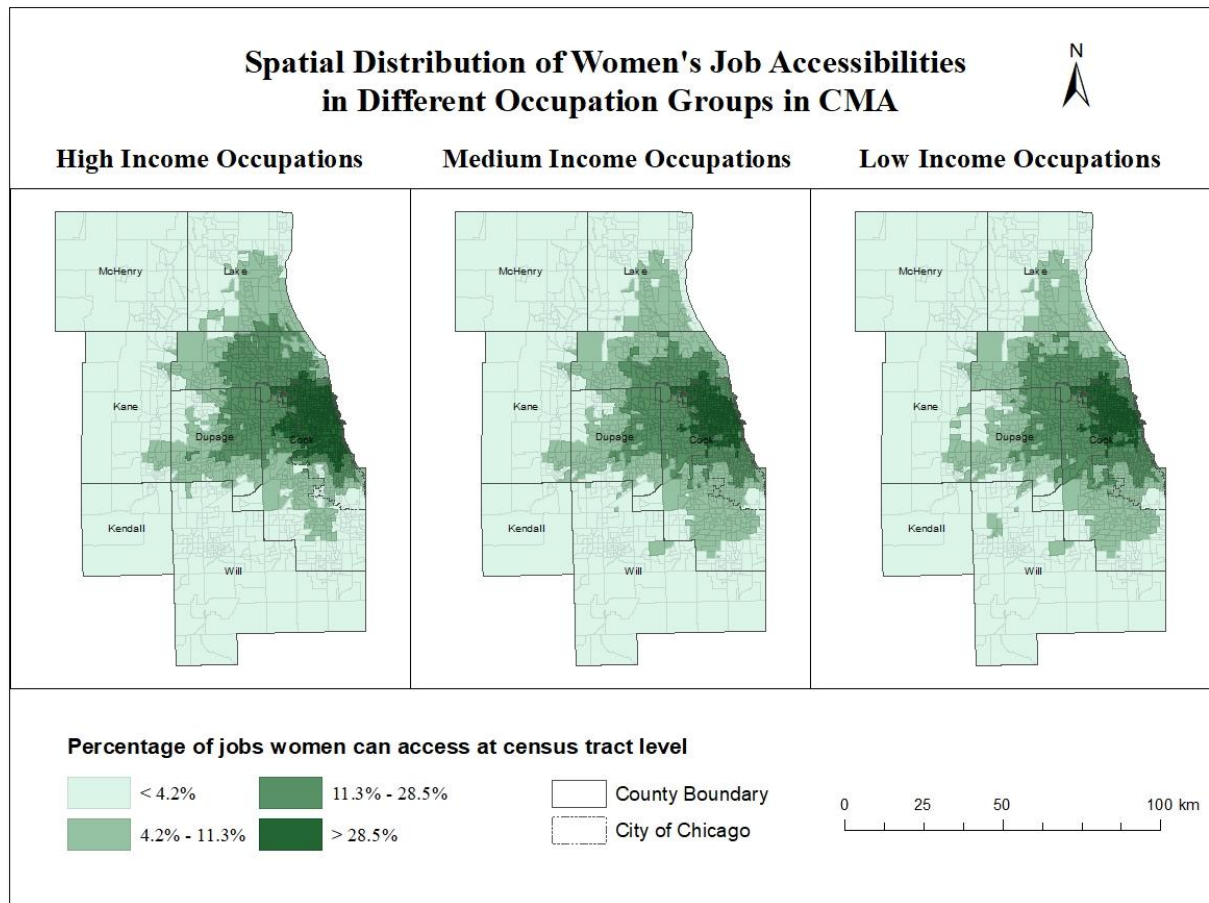 Spatial Distribution of Women's Job Accessibilities
in Different Occupation Groups in CMA
N
High Income Occupations
Medium Income Occupations
Low Income Occupations
McHenry
Lake
Kane
Dupage
Cook
Kendall
Will
McHenry
Lake
Kane
Dupage
Cook
Kendall
Will
McHenry
Lake
Kane
Dupage
Cook
Kendall
Will
Percentage of jobs women can access at census tract level
< 4.2%
11.3% - 28.5%
4.2% - 11.3%
> 28.5%
County Boundary
City of Chicago
0 25 50 100 km